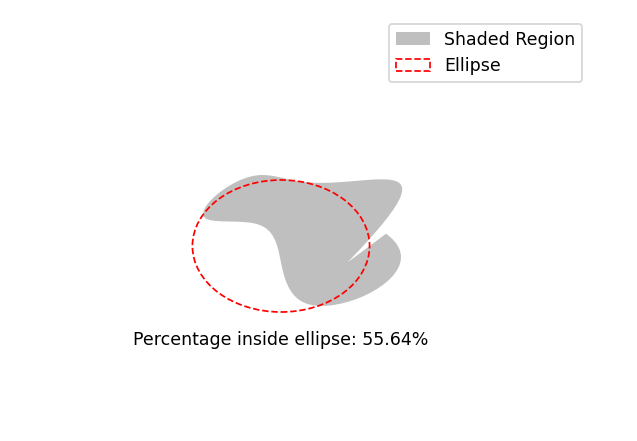 Shaded Region
Ellipse
Percentage inside ellipse: 55.64%